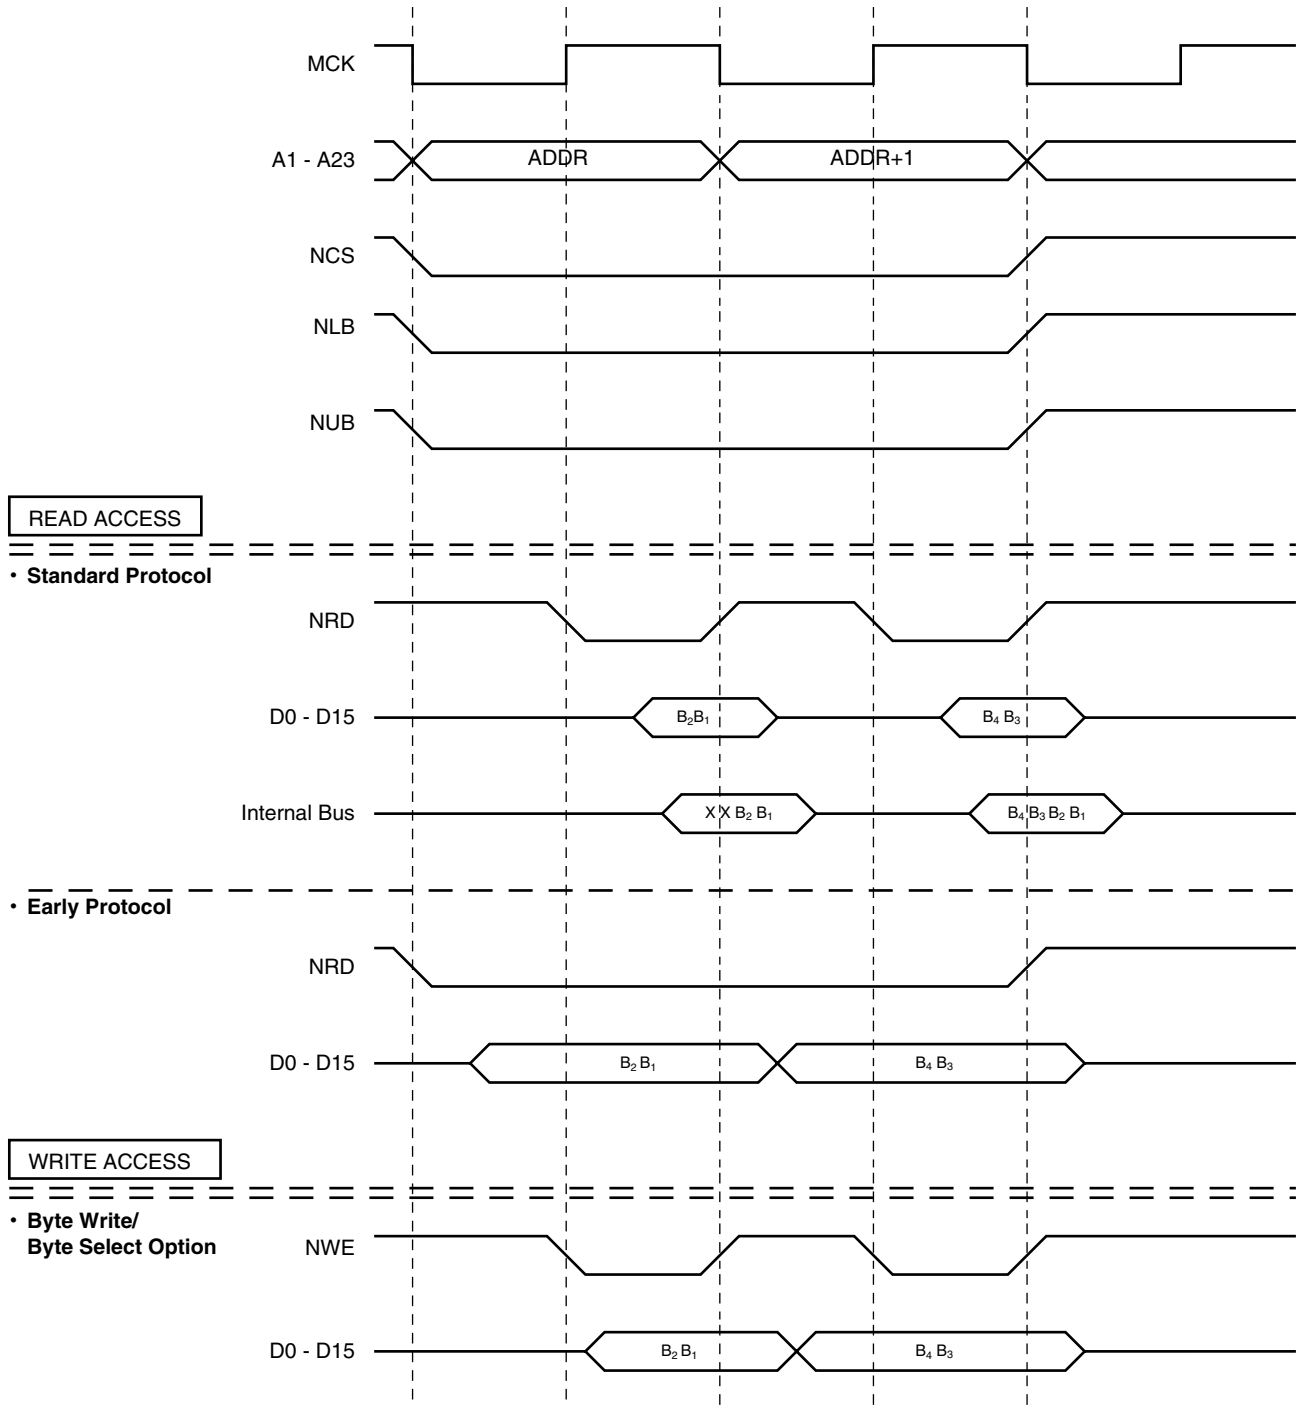 MCK
A1 - A23 ADDR ADDR+1
NCS
NLB
NUB
READ ACCESS
• Standard Protocol
NRD
D0 - D15 B₂B₁ B₄ B₃
Internal Bus X X B₂ B₁ B₄ B₃ B₂ B₁
• Early Protocol
NRD
D0 - D15 B₂ B₁ B₄ B₃
WRITE ACCESS
• Byte Write/
Byte Select Option NWE
D0 - D15 B₂ B₁ B₄ B₃